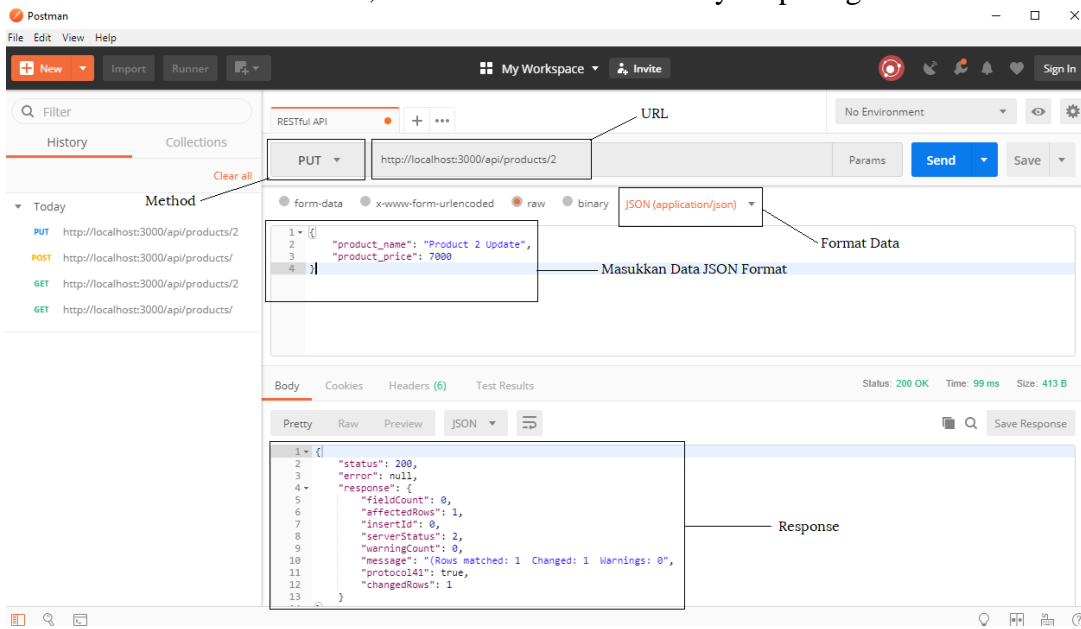 Postman
File Edit View Help
New Import Runner My Workspace Invite Sign In
Filter
History Collections
Clear all
Today
PUT http://localhost:3000/api/products/2
POST http://localhost:3000/api/products/
GET http://localhost:3000/api/products/2
GET http://localhost:3000/api/products/
RESTful API
URL
No Environment
PUT http://localhost:3000/api/products/2 Params Send Save
Method
form-data x-www-form-urlencoded raw binary JSON (application/json)
Format Data
1 {
2 "product_name": "Product 2 Update",
3 "product_price": 7000
4 }
Masukkan Data JSON Format
Body Cookies Headers (6) Test Results Status: 200 OK Time: 99 ms Size: 413 B
Pretty Raw Preview JSON Save Response
1 {
2 "status": 200,
3 "error": null,
4 "response": {
5 "fieldCount": 0,
6 "affectedRows": 1,
7 "insertId": 0,
8 "serverStatus": 2,
9 "warningCount": 0,
10 "message": "(Rows matched: 1 Changed: 1 Warnings: 0",
11 "protocol41": true,
12 "changedRows": 1
13 }
Response